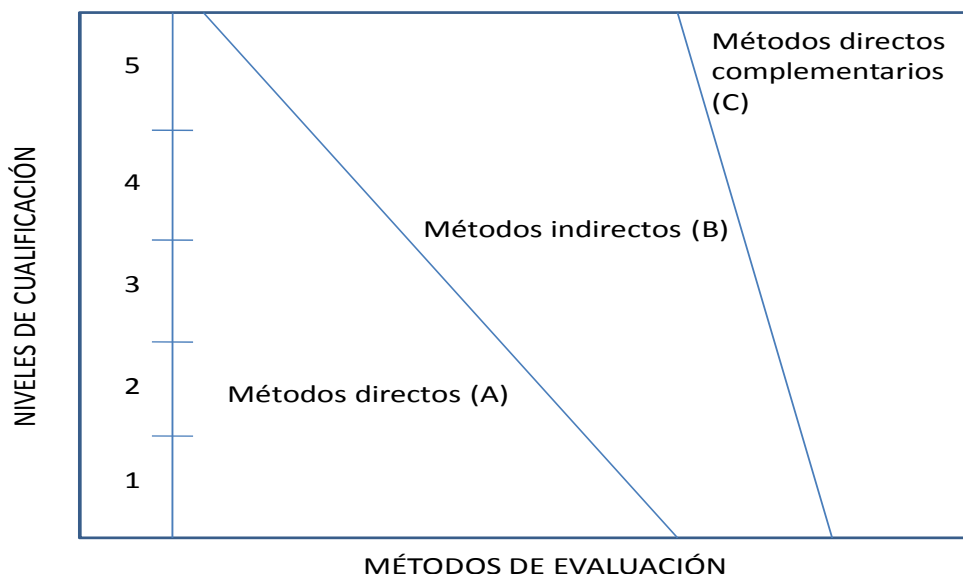 NIVELES DE CUALIFICACIÓN
5
4
3
2
1
Métodos directos
complementarios
(C)
Métodos indirectos (B)
Métodos directos (A)
MÉTODOS DE EVALUACIÓN